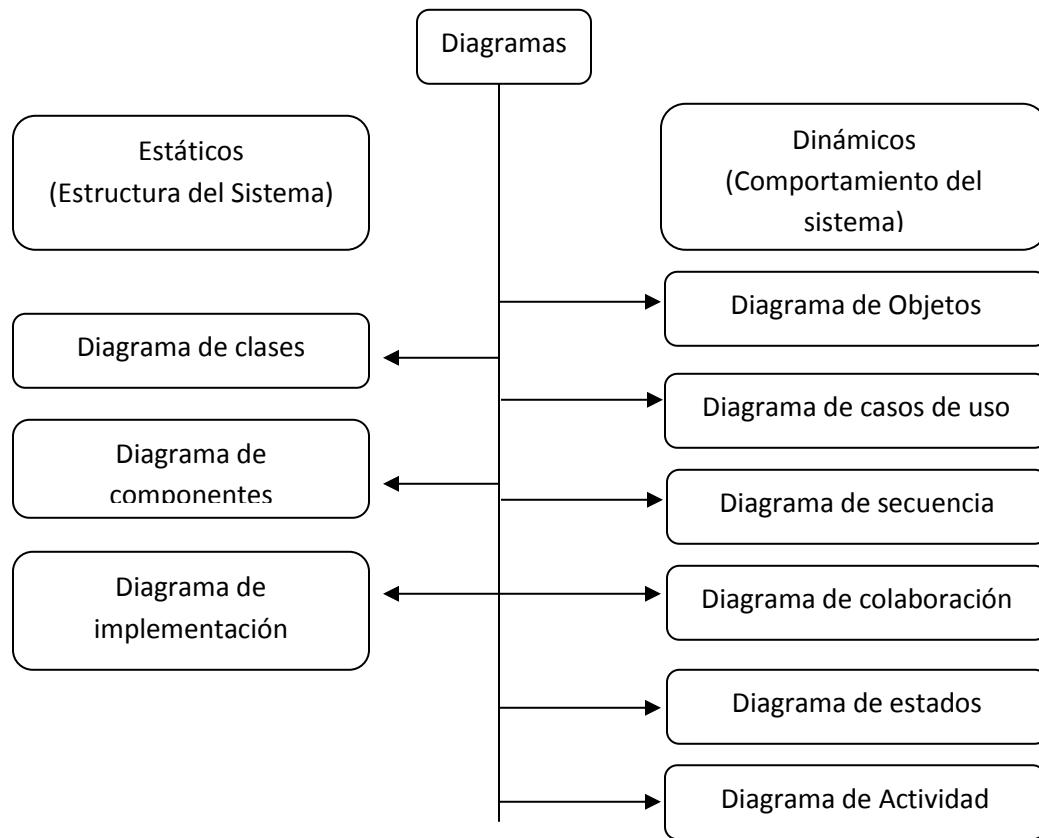 Diagramas
Estáticos
(Estructura del Sistema)
Diagrama de clases
Diagrama de
componentes
Diagrama de
implementación
Dinámicos
(Comportamiento del
sistema)
Diagrama de Objetos
Diagrama de casos de uso
Diagrama de secuencia
Diagrama de colaboración
Diagrama de estados
Diagrama de Actividad